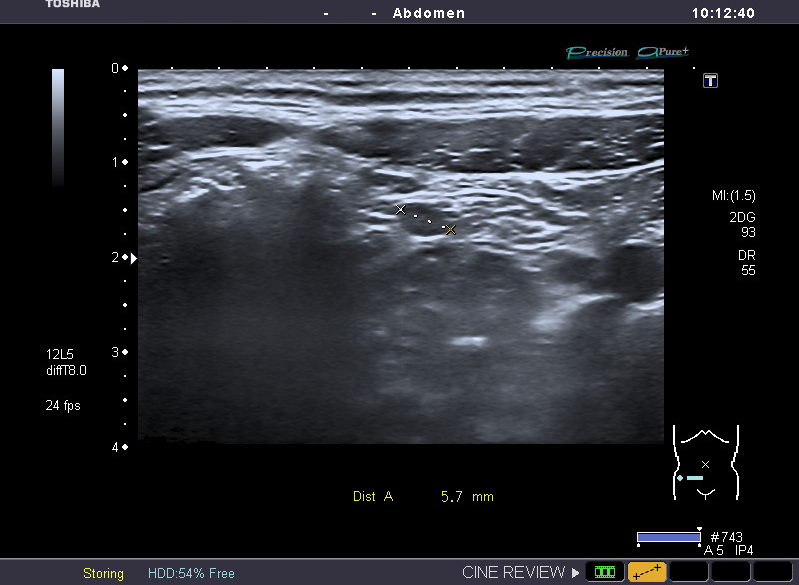 TOSHIBA
- - Abdomen 10:12:40
Precision APure+
T
0
1
2
3
4
MI:(1.5)
2DG
93
DR
55
12L5
diffT8.0
24 fps
Dist A 5.7 mm
#743
A 5 IP4
Storing HDD:54% Free CINE REVIEW